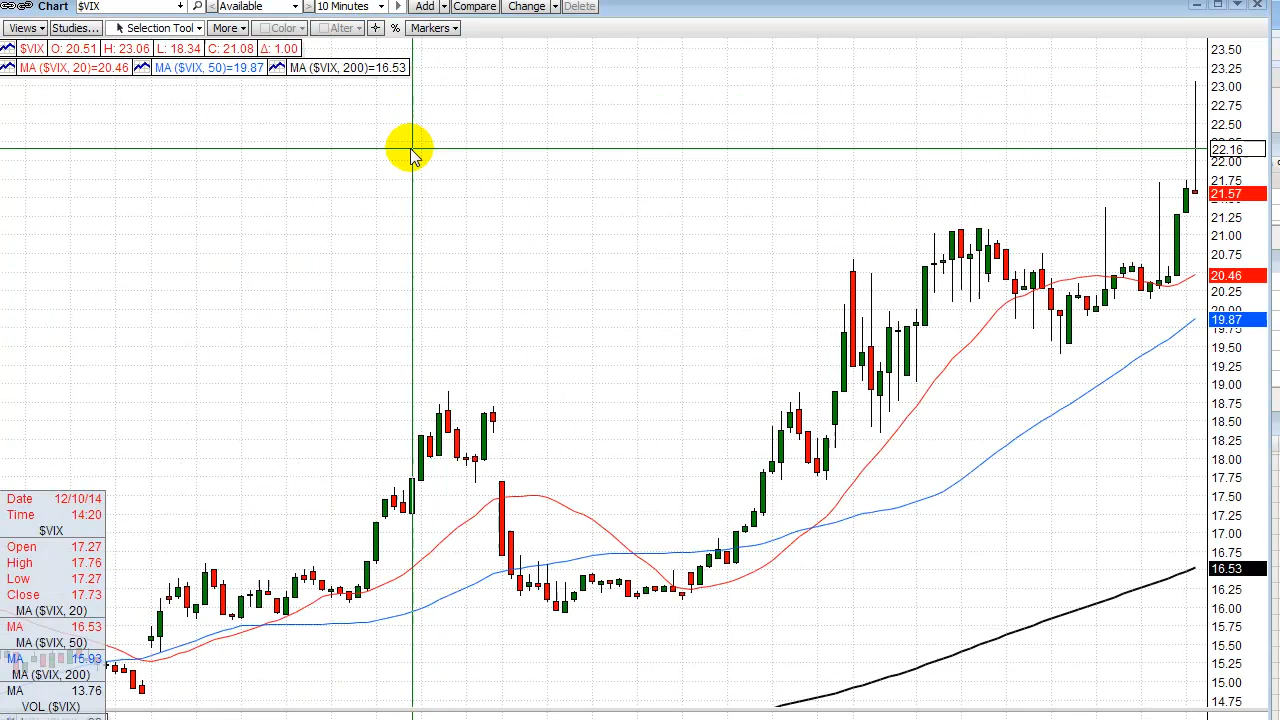 Chart $VIX Available 10 Minutes Add Compare Change Delete
Views Studies... Selection Tool More Color Alter % Markers
$VIX O: 20.51 H: 23.06 L: 18.34 C: 21.08 Δ: 1.00
MA ($VIX, 20)=20.46 MA ($VIX, 50)=19.87 MA ($VIX, 200)=16.53
23.50
23.25
23.00
22.75
22.50
22.16
22.00
21.75
21.57
21.25
21.00
20.75
20.46
20.25
20.00
19.87
19.75
19.50
19.25
19.00
18.75
18.50
18.25
18.00
17.75
17.50
17.25
17.00
16.75
16.53
16.25
16.00
15.75
15.50
15.25
15.00
14.75
Date 12/10/14
Time 14:20
$VIX
Open 17.27
High 17.76
Low 17.27
Close 17.73
MA ($VIX, 20)
MA 16.53
MA ($VIX, 50)
MA 15.93
MA ($VIX, 200)
MA 13.76
VOL ($VIX)